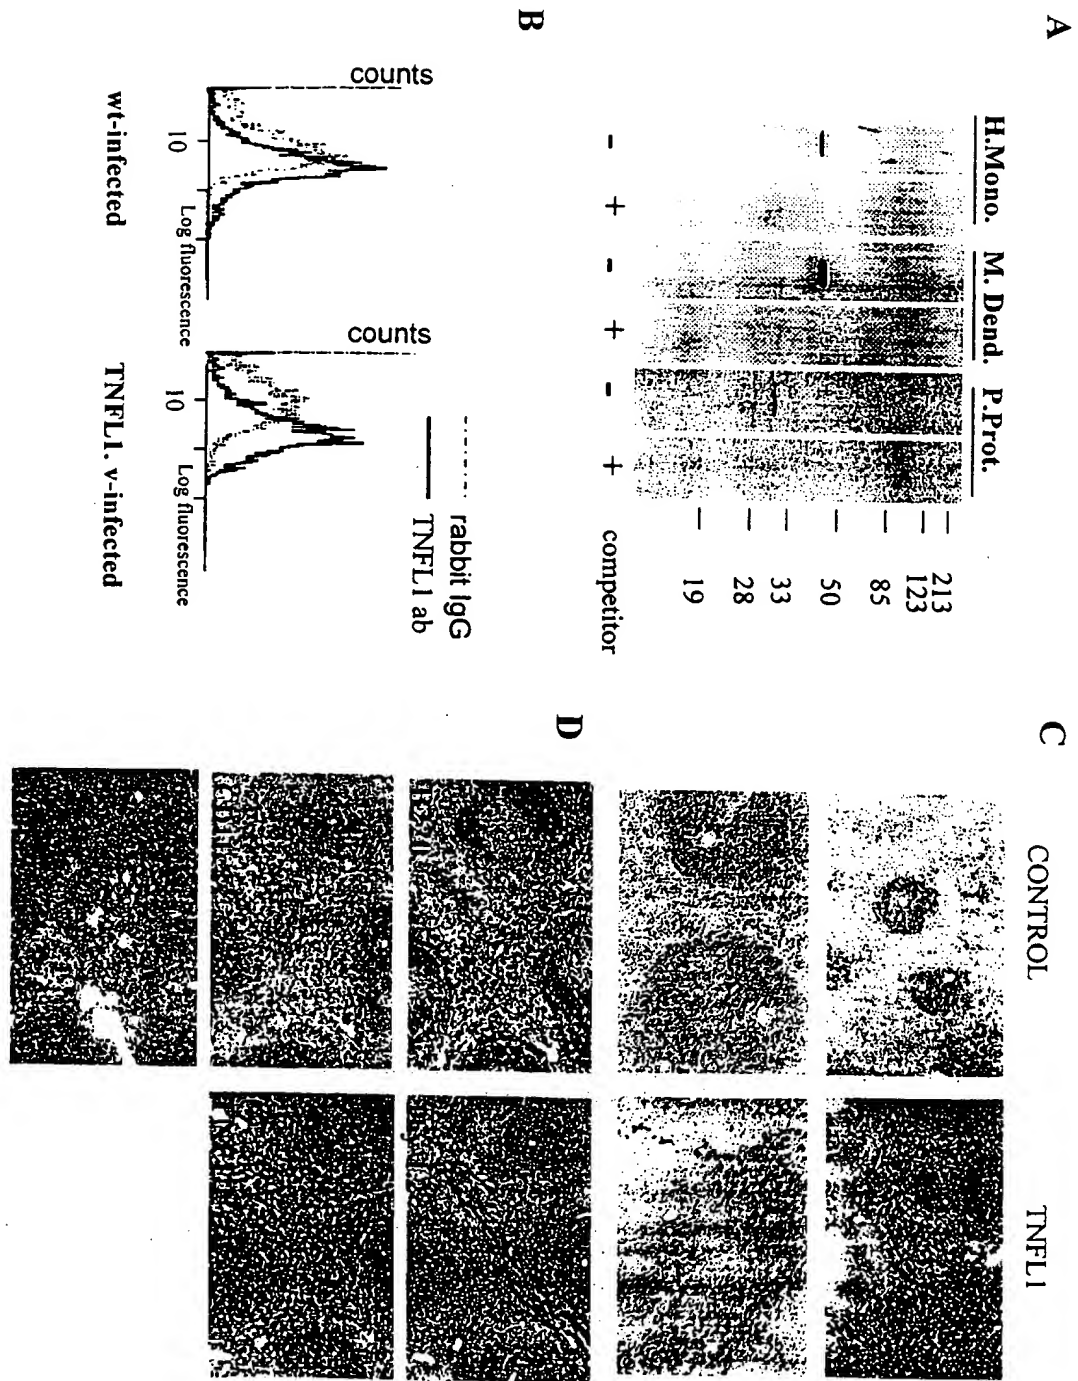 A
H.Mono. M. Dend. P.Prot.
213
123
85
50
33
28
19
- + - + - + competitor
B
rabbit IgG
TNFL1 ab
counts
counts
10
Log fluorescence
10
Log fluorescence
wt-infected
TNFL1. v-infected
C
CONTROL
TNFL1
D